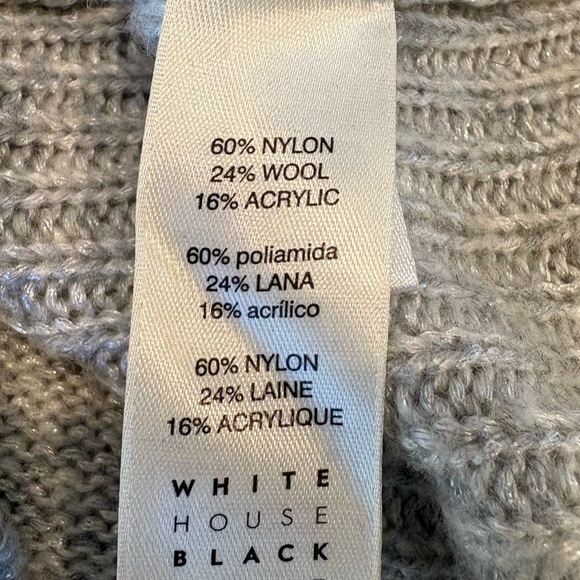 60% NYLON
24% WOOL
16% ACRYLIC
60% poliamida
24% LANA
16% acrílico
60% NYLON
24% LAINE
16% ACRYLIQUE
WHITE
HOUSE
BLACK